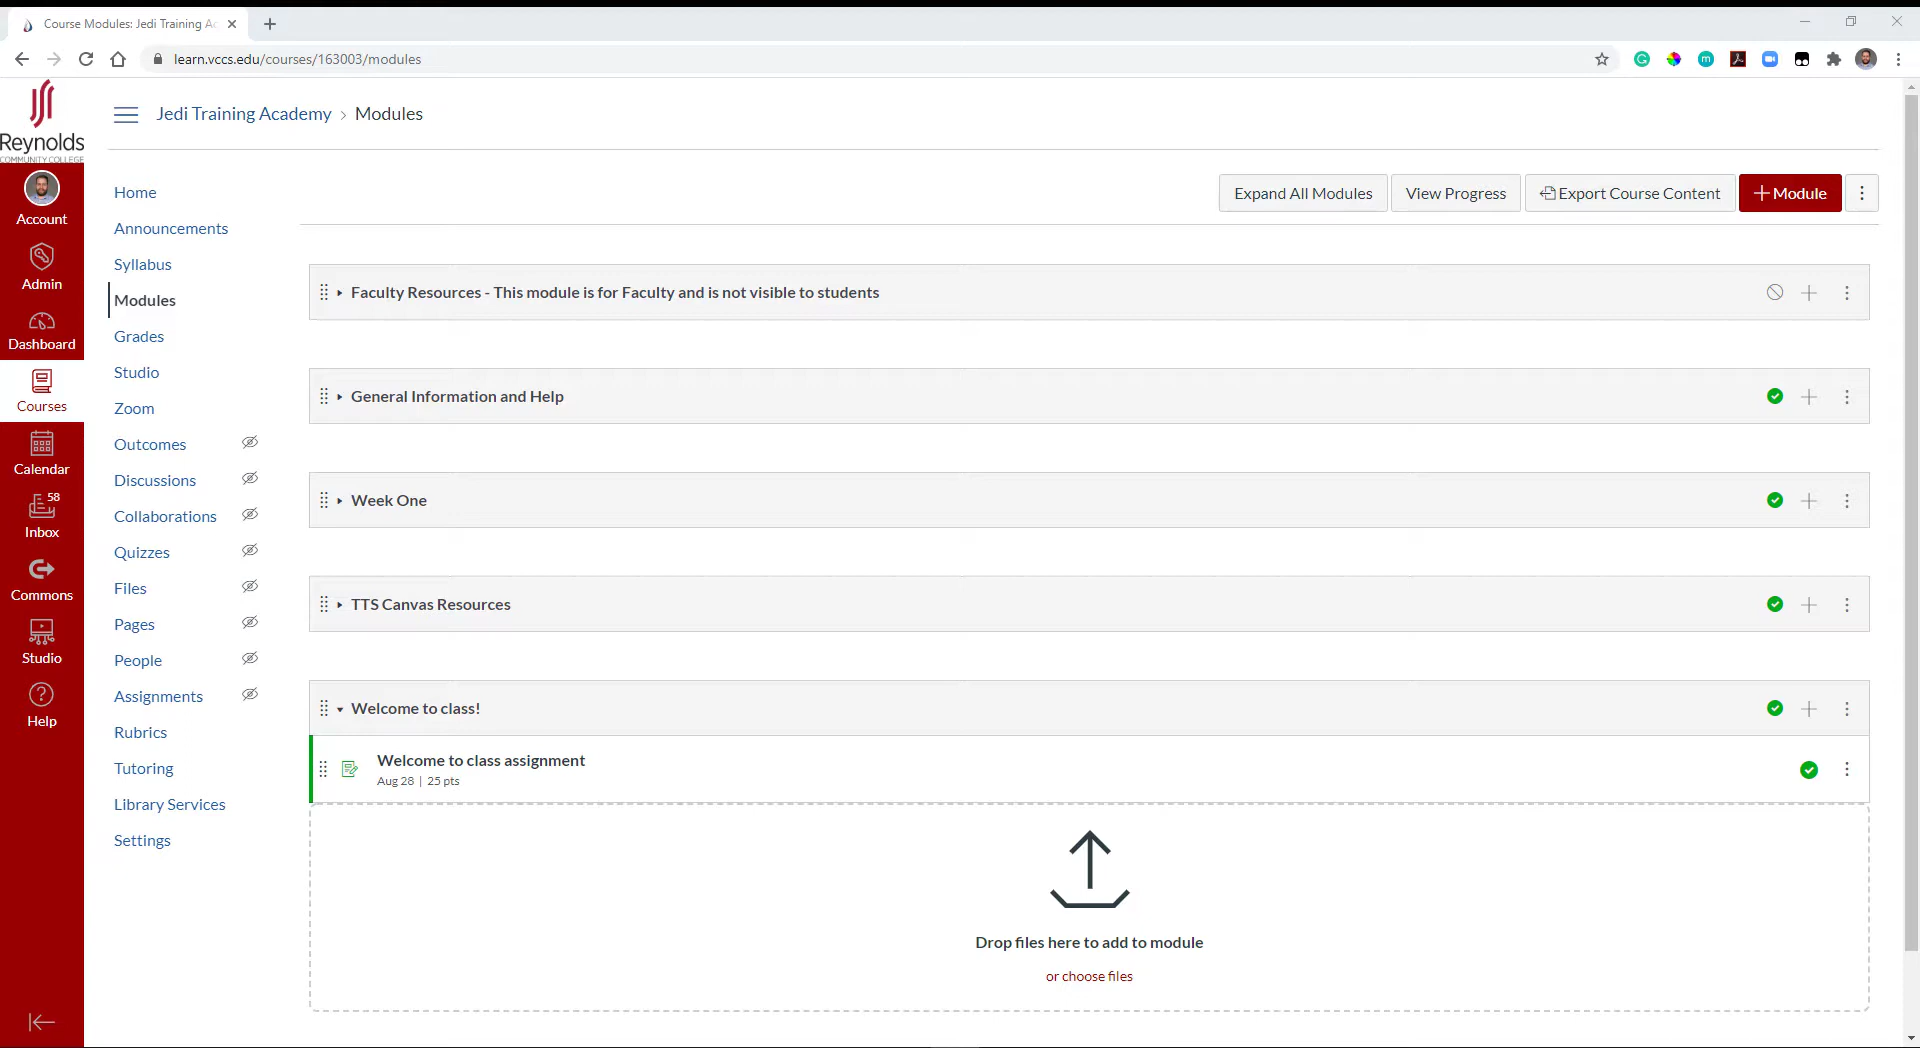 Course Modules: Jedi Training Ac
learn.vccs.edu/courses/163003/modules
Reynolds
COMMUNITY COLLEGE
Jedi Training Academy › Modules
Account
Admin
Dashboard
Courses
Calendar
58
Inbox
Commons
Studio
Help
Home
Announcements
Syllabus
Modules
Grades
Studio
Zoom
Outcomes
Discussions
Collaborations
Quizzes
Files
Pages
People
Assignments
Rubrics
Tutoring
Library Services
Settings
Expand All Modules View Progress Export Course Content + Module
Faculty Resources - This module is for Faculty and is not visible to students
General Information and Help
Week One
TTS Canvas Resources
Welcome to class!
Welcome to class assignment
Aug 28 | 25 pts
Drop files here to add to module
or choose files